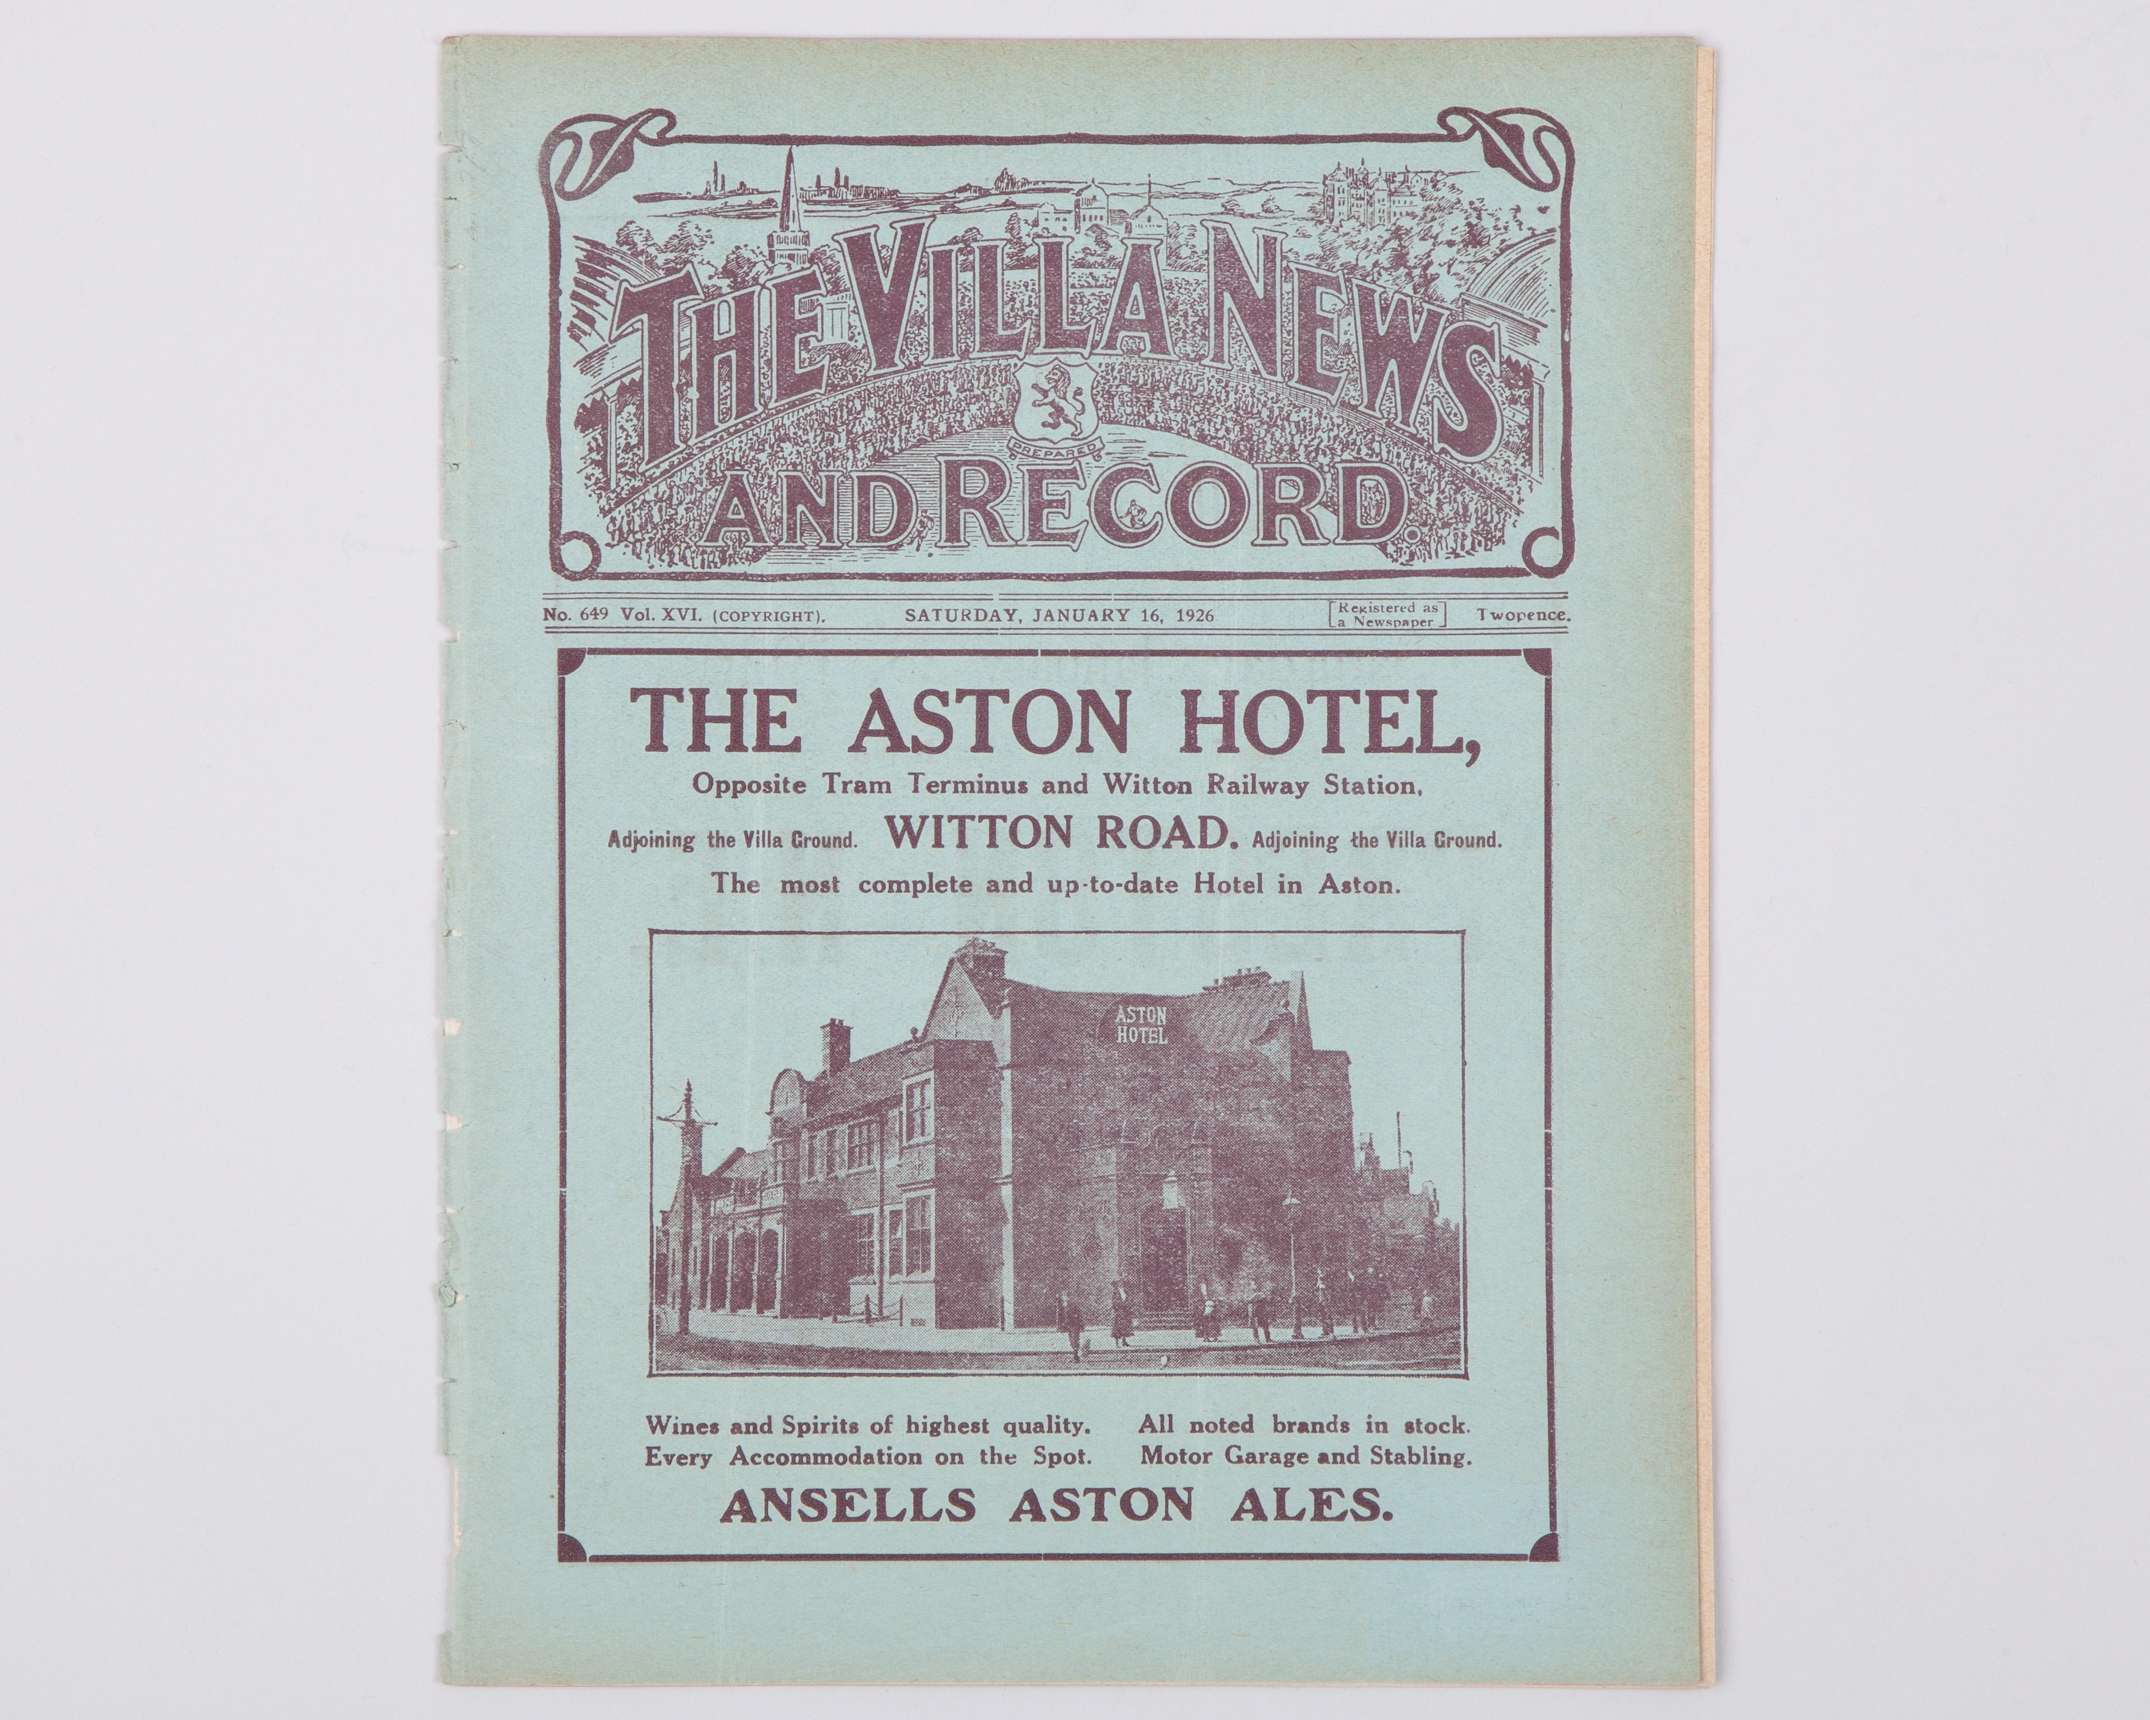 THE VILLA NEWS
PREPARED
AND RECORD.
No. 649 Vol. XVI. (COPYRIGHT). SATURDAY, JANUARY 16, 1926 [Registered as a Newspaper] Twopence.
THE ASTON HOTEL,
Opposite Tram Terminus and Witton Railway Station,
Adjoining the Villa Ground. WITTON ROAD. Adjoining the Villa Ground.
The most complete and up-to-date Hotel in Aston.
ASTON
HOTEL
Wines and Spirits of highest quality. All noted brands in stock.
Every Accommodation on the Spot. Motor Garage and Stabling.
ANSELLS ASTON ALES.